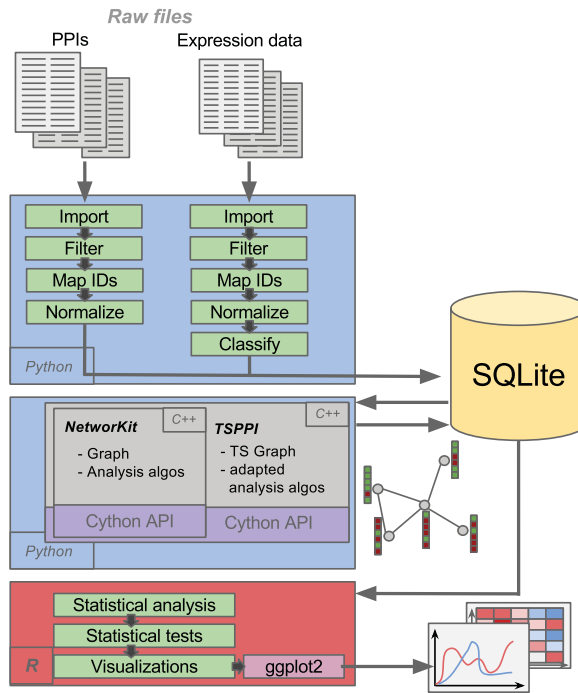 Raw files
PPIs
Expression data
Import
Filter
Map IDs
Normalize
Import
Filter
Map IDs
Normalize
Classify
Python
SQLite
C++
NetworKit
- Graph
- Analysis algos
Cython API
C++
TSPPI
- TS Graph
- adapted
analysis algos
Cython API
Python
Statistical analysis
Statistical tests
Visualizations
ggplot2
R